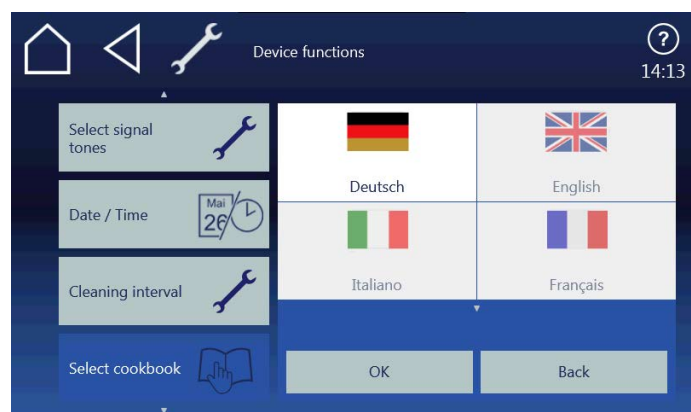 Device functions
?
14:13
Select signal
tones
Date / Time
Mai
26
Cleaning interval
Select cookbook
Deutsch
English
Italiano
Français
OK
Back